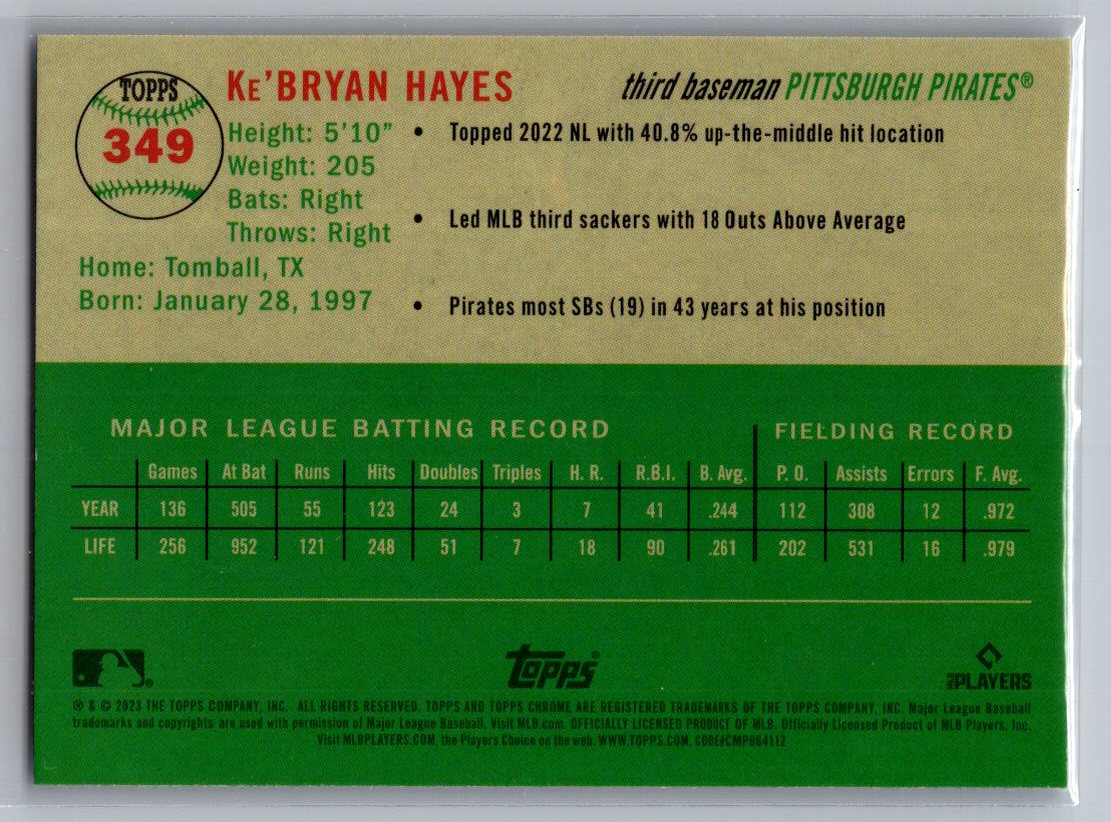 TOPPS
349
KE'BRYAN HAYES
third baseman PITTSBURGH PIRATES®
Height: 5'10"
Weight: 205
Bats: Right
Throws: Right
Home: Tomball, TX
Born: January 28, 1997
• Topped 2022 NL with 40.8% up-the-middle hit location
• Led MLB third sackers with 18 Outs Above Average
• Pirates most SBs (19) in 43 years at his position
MAJOR LEAGUE BATTING RECORD FIELDING RECORD
Games At Bat Runs Hits Doubles Triples H. R. R.B.I. B. Avg. P. O. Assists Errors F. Avg.
YEAR 136 505 55 123 24 3 7 41 .244 112 308 12 .972
LIFE 256 952 121 248 51 7 18 90 .261 202 531 16 .979
Topps®
PLAYERS
® & © 2023 THE TOPPS COMPANY, INC. ALL RIGHTS RESERVED. TOPPS AND TOPPS CHROME ARE REGISTERED TRADEMARKS OF THE TOPPS COMPANY, INC. Major League Baseball
trademarks and copyrights are used with permission of Major League Baseball. Visit MLB.com. OFFICIALLY LICENSED PRODUCT OF MLB. Officially Licensed Product of MLB Players, Inc.
Visit MLBPLAYERS.COM, the Players Choice on the web. WWW.TOPPS.COM. CODE#CMP064112